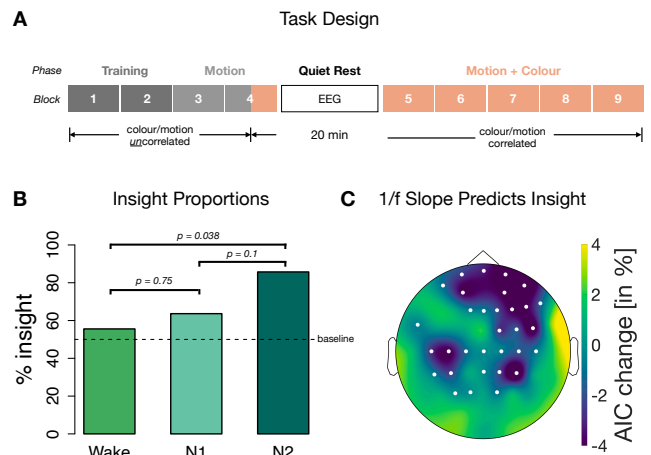 A Task Design
Phase Training Motion Quiet Rest Motion + Colour
Block 1 2 3 4 EEG 5 6 7 8 9
colour/motion
uncorrelated
20 min
colour/motion
correlated
B Insight Proportions
% insight
0 20 40 60 80 100
p = 0.038
p = 0.1
p = 0.75
baseline
Wake N1 N2
C 1/f Slope Predicts Insight
4
2
0
-2
-4
AIC change [in %]